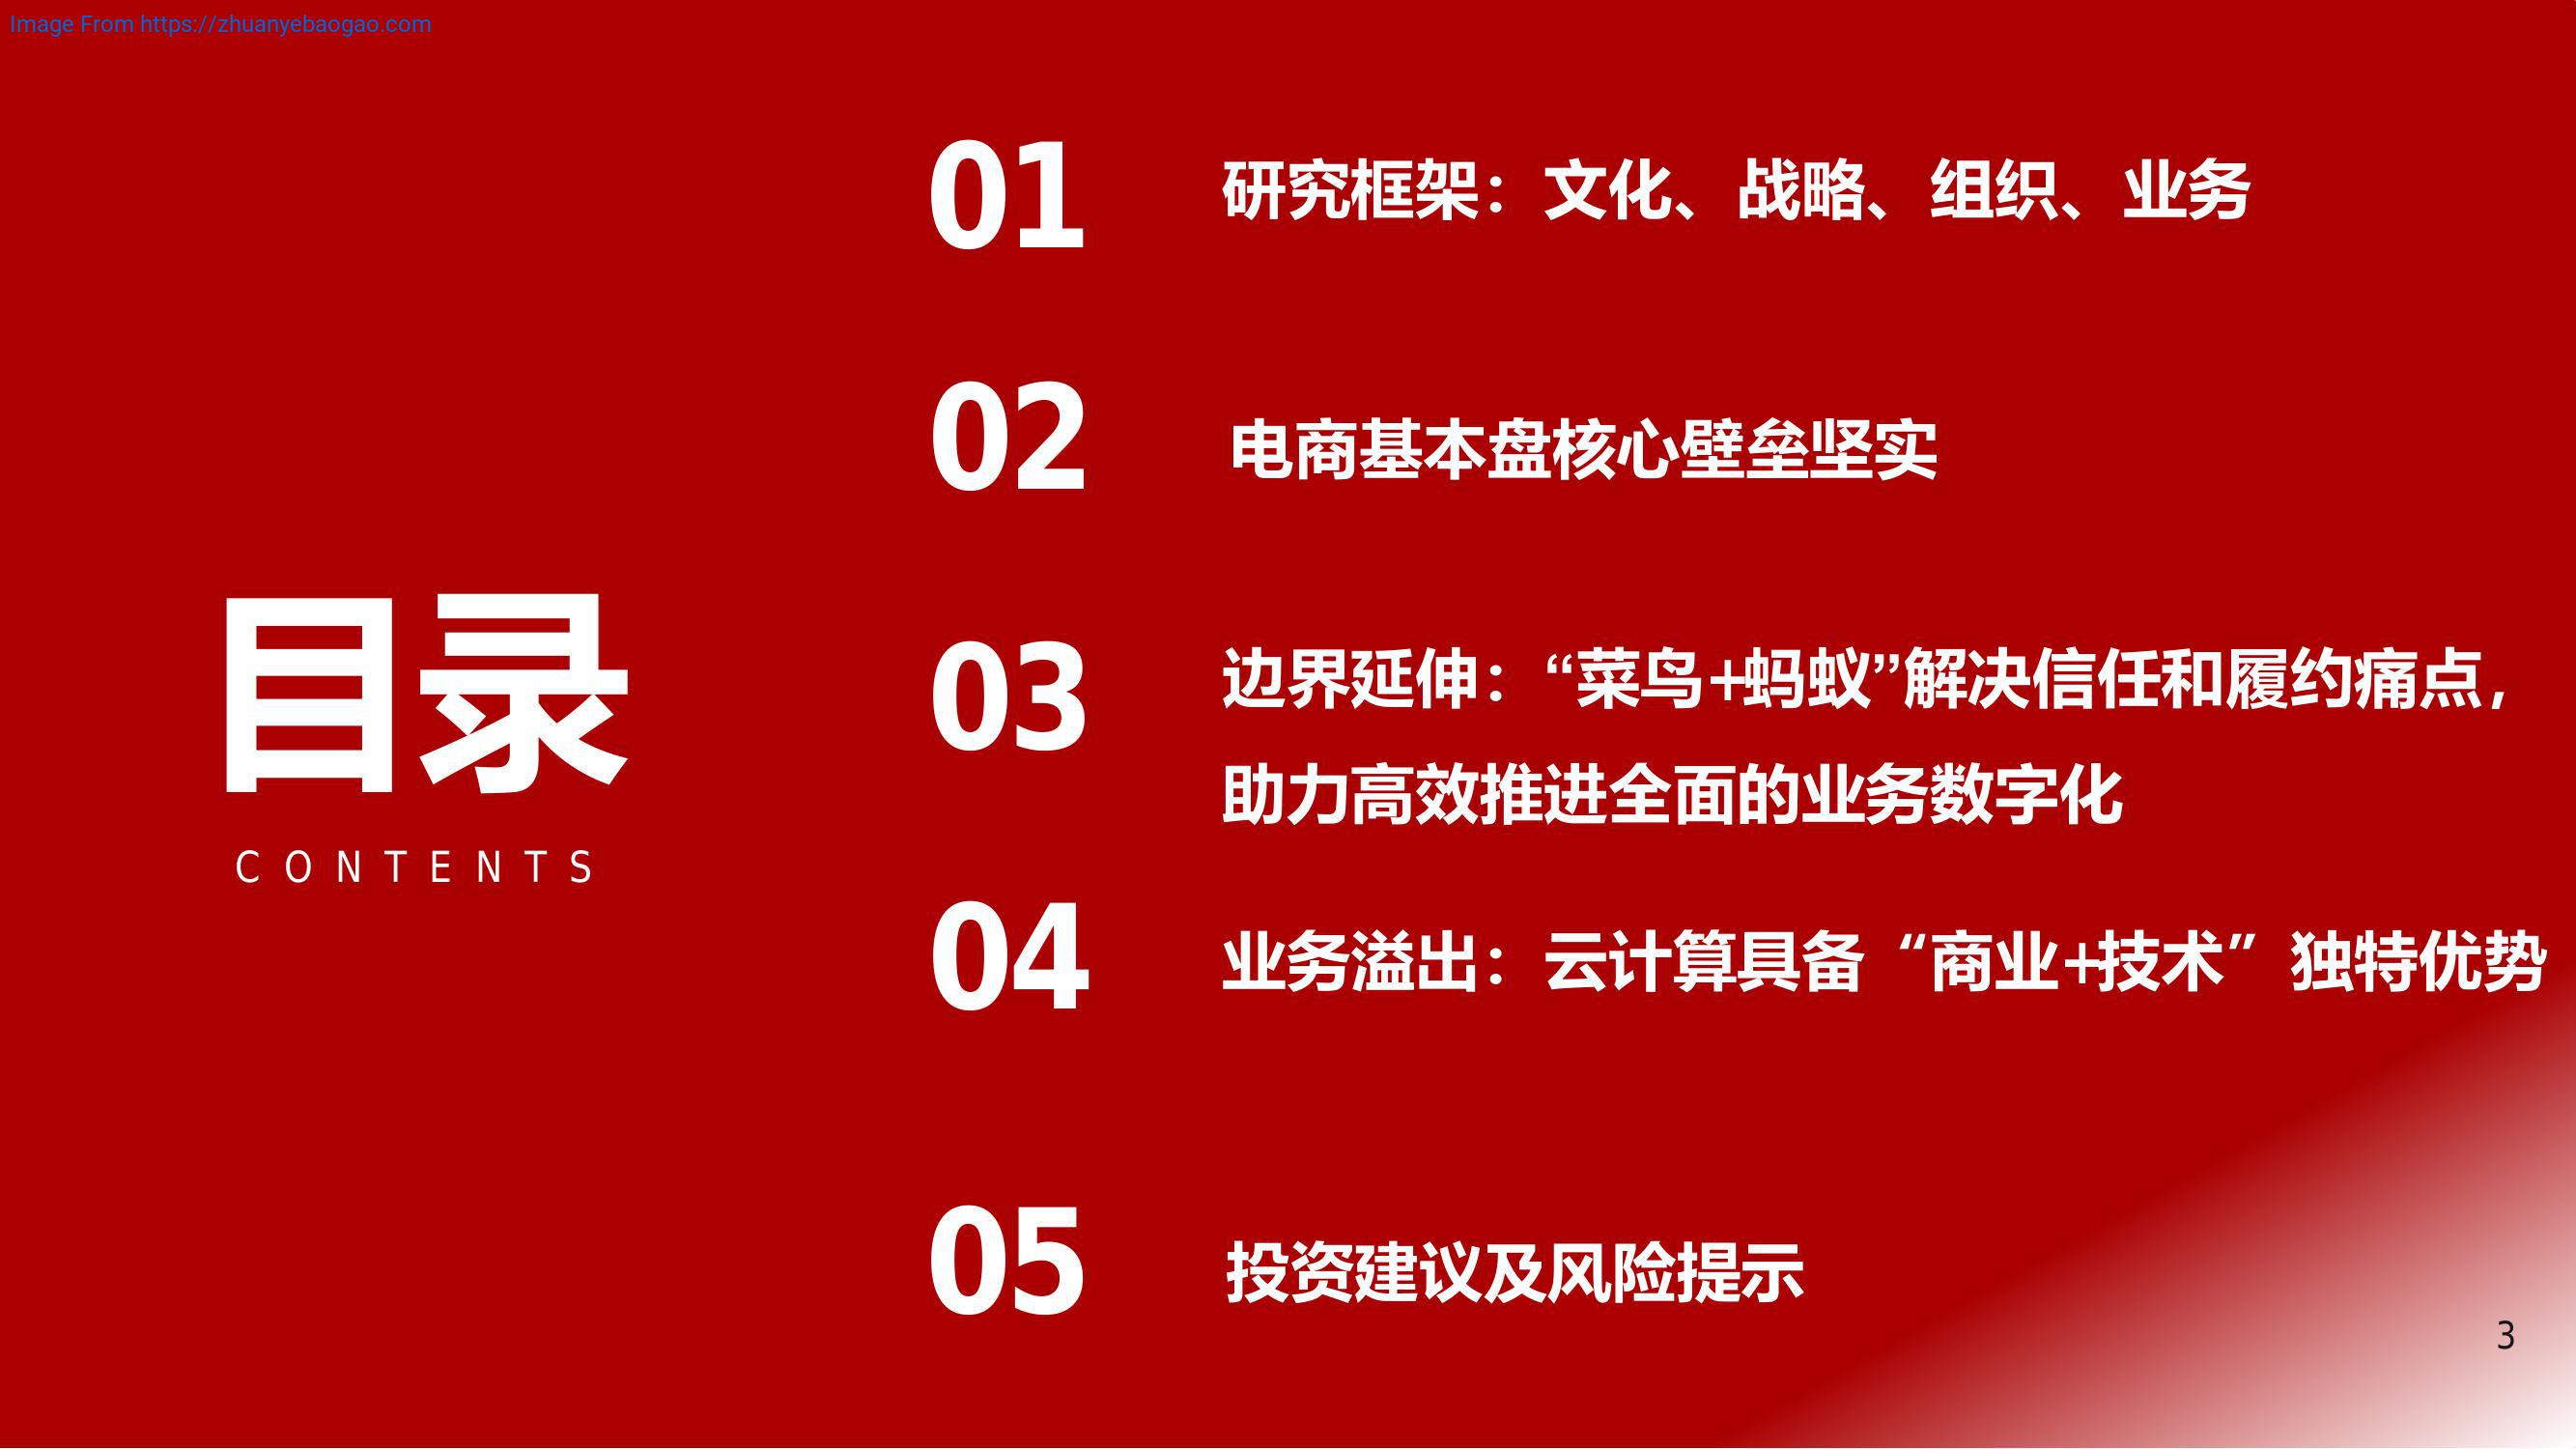 Image From https://zhuanyebaogao.com
目录
CONTENTS
01
研究框架：文化、战略、组织、业务
02
电商基本盘核心壁垒坚实
03
边界延伸：“菜鸟+蚂蚁”解决信任和履约痛点，
助力高效推进全面的业务数字化
04
业务溢出：云计算具备“商业+技术”独特优势
05
投资建议及风险提示
3